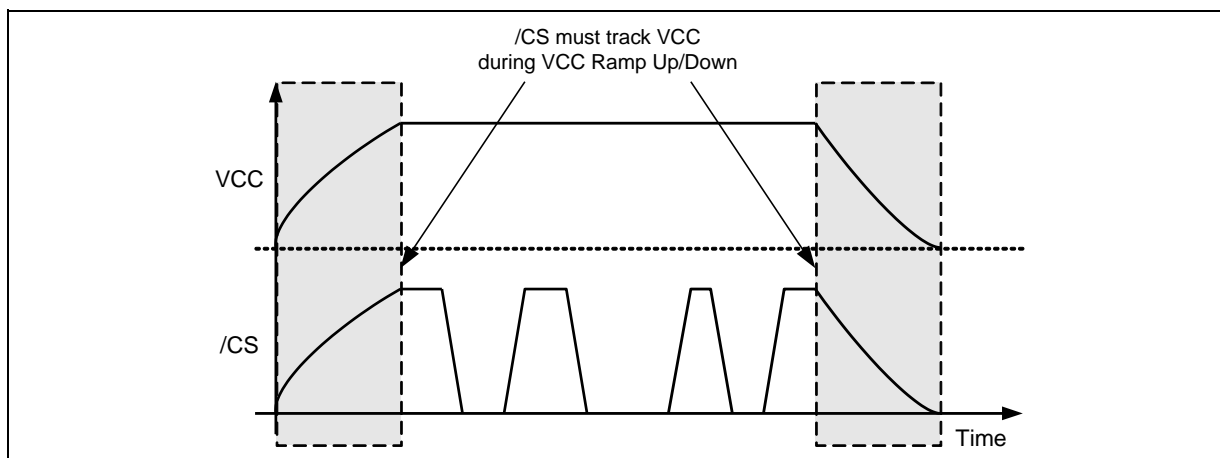 /CS must track VCC
during VCC Ramp Up/Down
VCC
/CS
Time